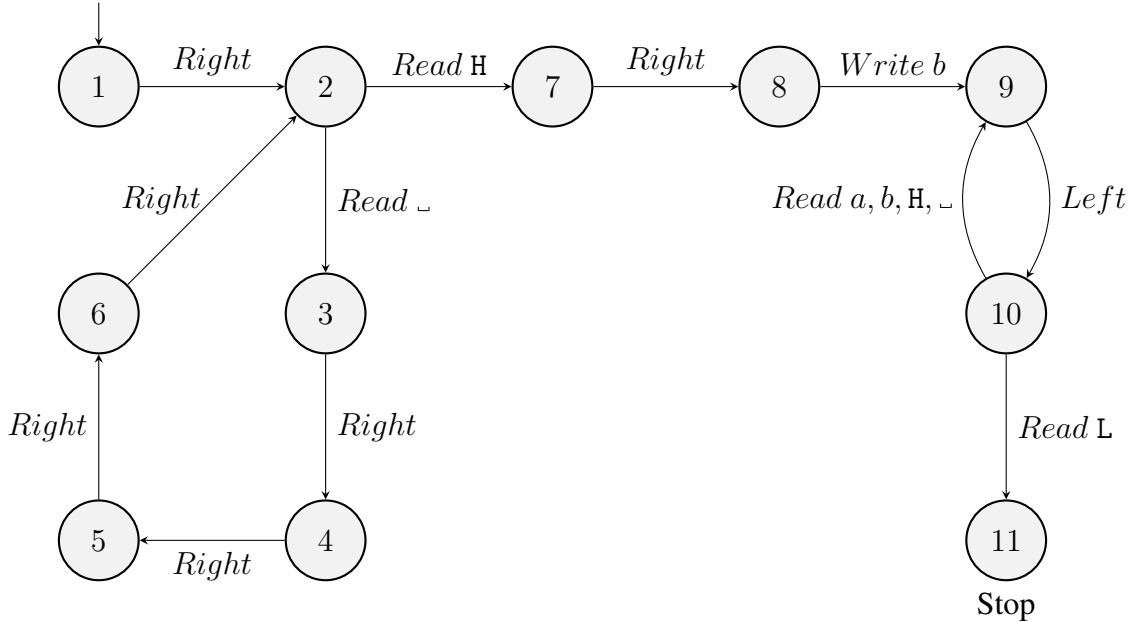 Right Read H Right Write b
1 2 7 8 9
Right Read ␣ Read a, b, H, ␣ Left
6 3 10
Right Right Read L
5 4 11
Right
Stop